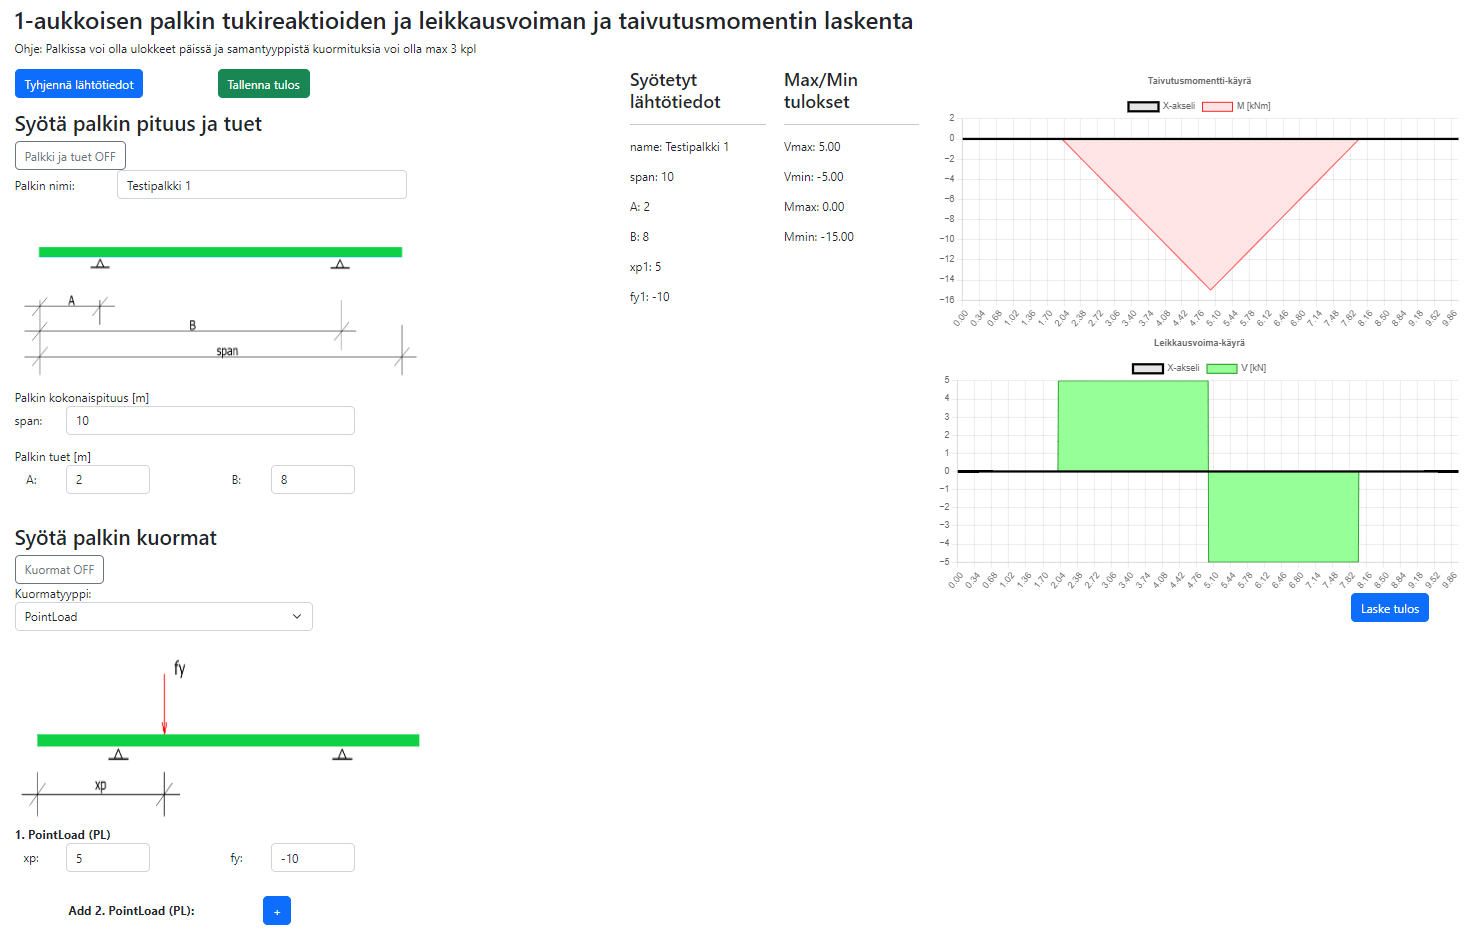 1-aukkoisen palkin tukireaktioiden ja leikkausvoiman ja taivutusmomentin laskenta
Ohje: Palkissa voi olla ulokkeet päissä ja samantyyppistä kuormituksia voi olla max 3 kpl
Tyhjennä lähtötiedot
Tallenna tulos
Syötä palkin pituus ja tuet
Palkki ja tuet OFF
Palkin nimi: Testipalkki 1
A
B
span
Palkin kokonaispituus [m]
span: 10
Palkin tuet [m]
A: 2 B: 8
Syötä palkin kuormat
Kuormat OFF
Kuormatyyppi:
PointLoad
fy
xp
1. PointLoad (PL)
xp: 5 fy: -10
Add 2. PointLoad (PL): +
Syötetyt
lähtötiedot
name: Testipalkki 1
span: 10
A: 2
B: 8
xp1: 5
fy1: -10
Max/Min
tulokset
Vmax: 5.00
Vmin: -5.00
Mmax: 0.00
Mmin: -15.00
Taivutusmomentti-käyrä
X-akseli M [kNm]
2
0
−2
−4
−6
−8
−10
−12
−14
−16
0.00 0.34 0.68 1.02 1.36 1.70 2.04 2.38 2.72 3.06 3.40 3.74 4.08 4.42 4.76 5.10 5.44 5.78 6.12 6.46 6.80 7.14 7.48 7.82 8.16 8.50 8.84 9.18 9.52 9.86
Leikkausvoima-käyrä
X-akseli V [kN]
5
4
3
2
1
0
−1
−2
−3
−4
−5
0.00 0.34 0.68 1.02 1.36 1.70 2.04 2.38 2.72 3.06 3.40 3.74 4.08 4.42 4.76 5.10 5.44 5.78 6.12 6.46 6.80 7.14 7.48 7.82 8.16 8.50 8.84 9.18 9.52 9.86
Laske tulos